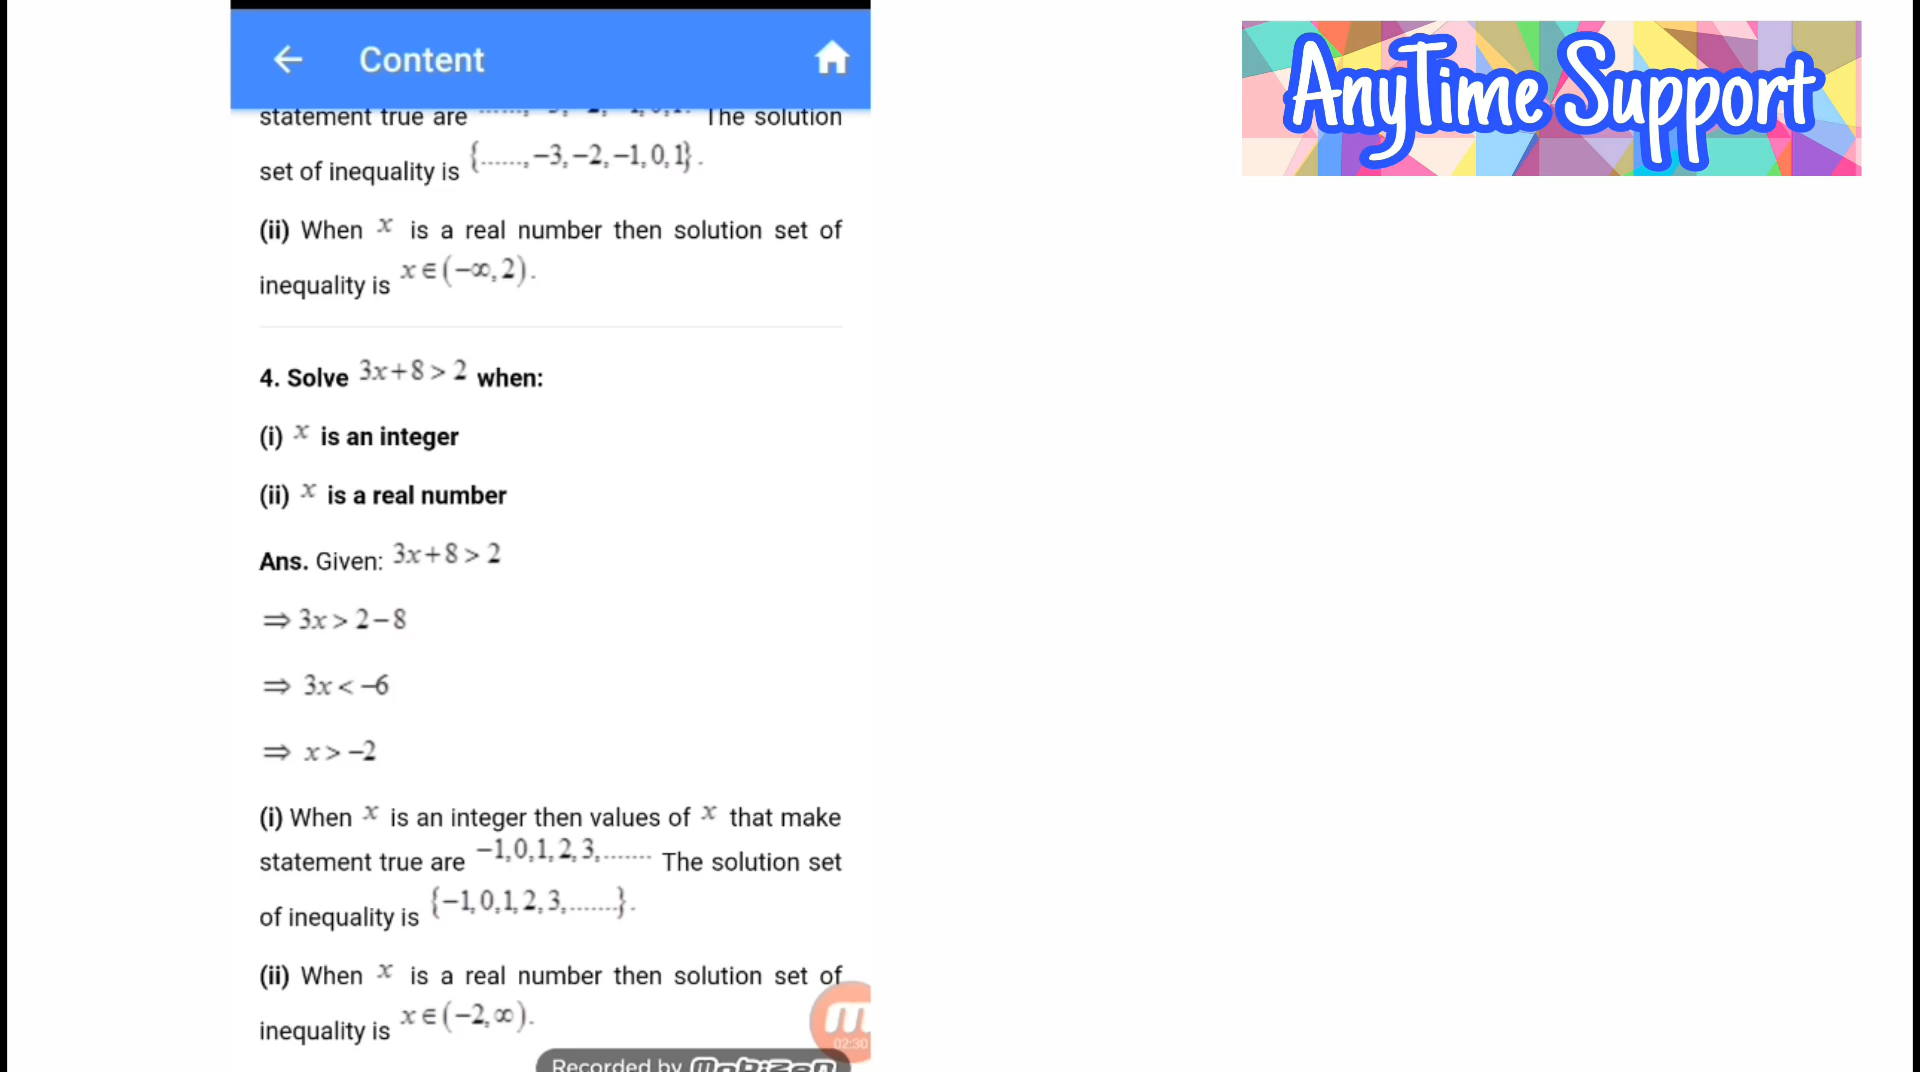 Content
AnyTime Support
statement true are The solution
set of inequality is {......,−3,−2,−1,0,1}.
(ii) When x is a real number then solution set of
inequality is x∈(−∞,2).
4. Solve 3x+8>2 when:
(i) x is an integer
(ii) x is a real number
Ans. Given: 3x+8>2
⇒ 3x>2−8
⇒ 3x<−6
⇒ x>−2
(i) When x is an integer then values of x that make
statement true are −1,0,1,2,3,....... The solution set
of inequality is {−1,0,1,2,3,.......}.
(ii) When x is a real number then solution set of
inequality is x∈(−2,∞).
02:30
Recorded by mobizen